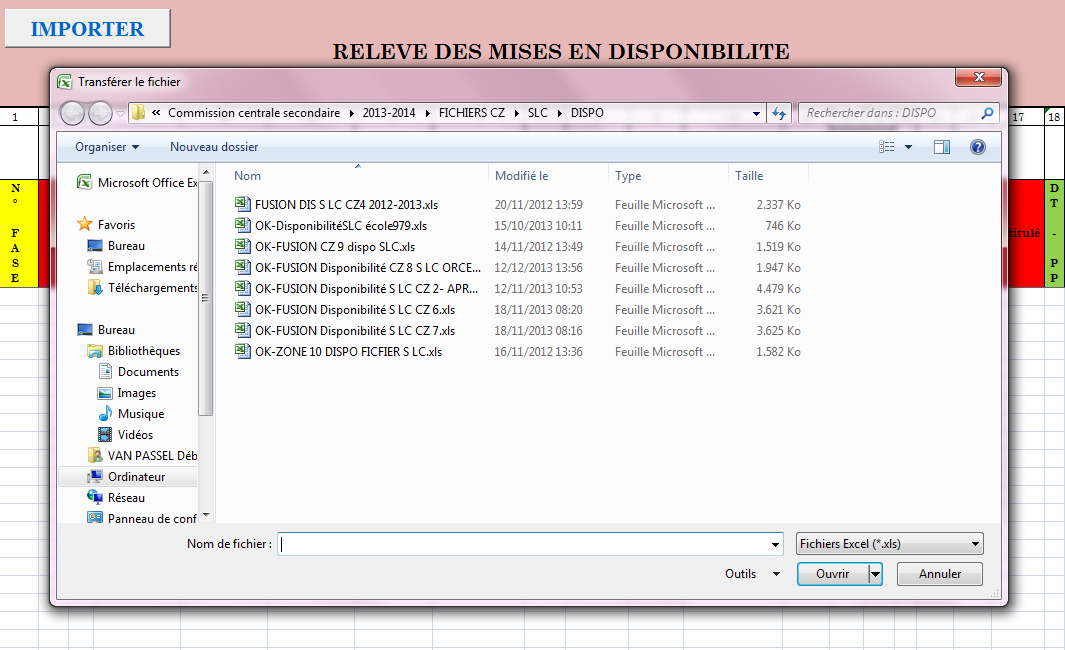 IMPORTER
RELEVE DES MISES EN DISPONIBILITE
Transférer le fichier
« Commission centrale secondaire 2013-2014 FICHIERS CZ SLC DISPO
Rechercher dans : DISPO
1
17
18
Organiser
Nouveau dossier
Nom Modifié le Type Taille
FUSION DIS S LC CZ4 2012-2013.xls 20/11/2012 13:59 Feuille Microsoft ... 2.337 Ko
OK-DisponibilitéSLC école979.xls 15/10/2013 10:11 Feuille Microsoft ... 746 Ko
OK-FUSION CZ 9 dispo SLC.xls 14/11/2012 13:49 Feuille Microsoft ... 1.519 Ko
OK-FUSION Disponibilité CZ 8 S LC ORCE... 12/12/2013 13:56 Feuille Microsoft ... 1.947 Ko
OK-FUSION Disponibilité S LC CZ 2- APR... 12/11/2013 10:53 Feuille Microsoft ... 4.479 Ko
OK-FUSION Disponibilité S LC CZ 6.xls 18/11/2013 08:20 Feuille Microsoft ... 3.621 Ko
OK-FUSION Disponibilité S LC CZ 7.xls 18/11/2013 08:16 Feuille Microsoft ... 3.625 Ko
OK-ZONE 10 DISPO FICFIER S LC.xls 16/11/2012 13:36 Feuille Microsoft ... 1.582 Ko
Microsoft Office Ex
Favoris
Bureau
Emplacements ré
Téléchargements
Bureau
Bibliothèques
Documents
Images
Musique
Vidéos
VAN PASSEL Déb
Ordinateur
Réseau
Panneau de conf
N
°
F
A
S
E
titulé
D
T
-
P
P
Nom de fichier :
Fichiers Excel (*.xls)
Outils
Ouvrir
Annuler